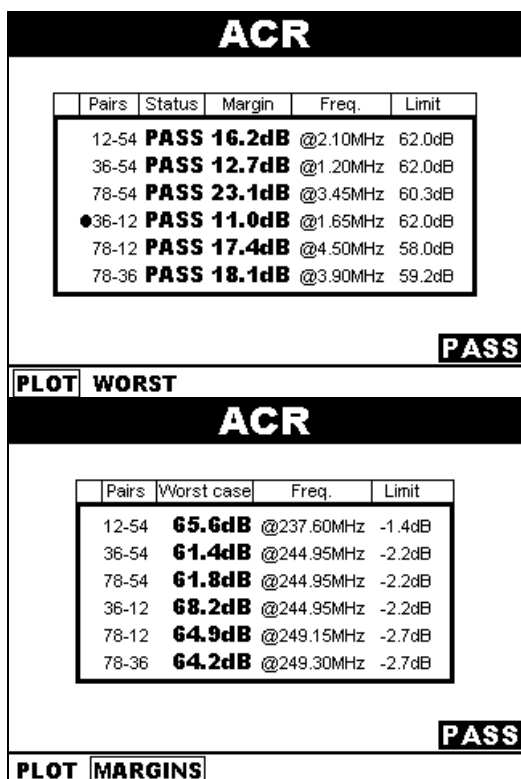 ACR
Pairs Status Margin Freq. Limit
12-54 PASS 16.2dB @2.10MHz 62.0dB
36-54 PASS 12.7dB @1.20MHz 62.0dB
78-54 PASS 23.1dB @3.45MHz 60.3dB
●36-12 PASS 11.0dB @1.65MHz 62.0dB
78-12 PASS 17.4dB @4.50MHz 58.0dB
78-36 PASS 18.1dB @3.90MHz 59.2dB
PASS
PLOT WORST
ACR
Pairs Worst case Freq. Limit
12-54 65.6dB @237.60MHz -1.4dB
36-54 61.4dB @244.95MHz -2.2dB
78-54 61.8dB @244.95MHz -2.2dB
36-12 68.2dB @244.95MHz -2.2dB
78-12 64.9dB @249.15MHz -2.7dB
78-36 64.2dB @249.30MHz -2.7dB
PASS
PLOT MARGINS